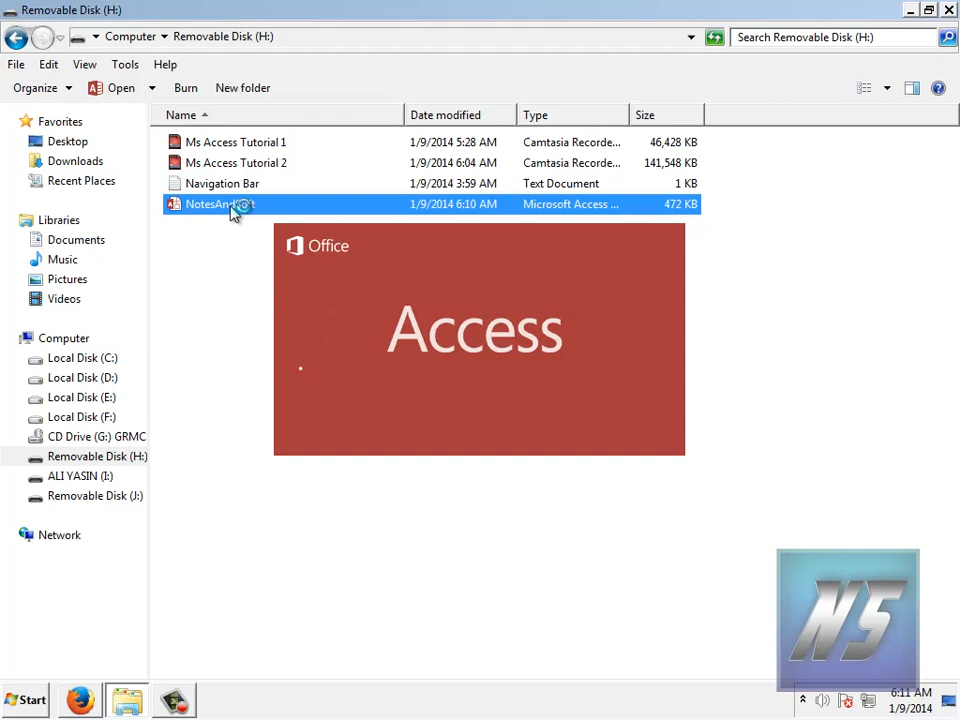 Removable Disk (H:)
Computer Removable Disk (H:)
Search Removable Disk (H:)
File Edit View Tools Help
Organize Open Burn New folder
Name Date modified Type Size
Ms Access Tutorial 1 1/9/2014 5:28 AM Camtasia Recorde... 46,428 KB
Ms Access Tutorial 2 1/9/2014 6:04 AM Camtasia Recorde... 141,548 KB
Navigation Bar 1/9/2014 3:59 AM Text Document 1 KB
1/9/2014 6:10 AM Microsoft Access ... 472 KB
Favorites
Desktop
Downloads
Recent Places
Libraries
Documents
Music
Pictures
Videos
Computer
Local Disk (C:)
Local Disk (D:)
Local Disk (E:)
Local Disk (F:)
CD Drive (G:) GRMC
Removable Disk (H:)
ALI YASIN (I:)
Removable Disk (J:)
Network
Office
Access
NS
Start
6:11 AM
1/9/2014